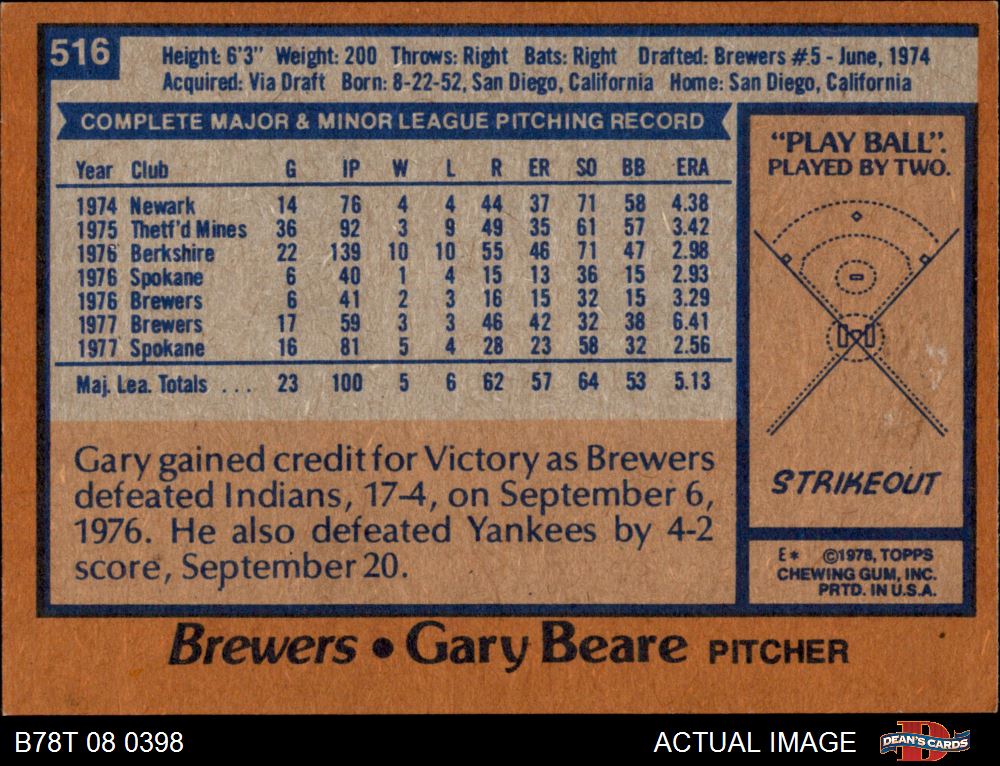 516
Height: 6'3" Weight: 200 Throws: Right Bats: Right Drafted: Brewers #5 - June, 1974
Acquired: Via Draft Born: 8-22-52, San Diego, California Home: San Diego, California
COMPLETE MAJOR & MINOR LEAGUE PITCHING RECORD
Year Club G IP W L R ER SO BB ERA
1974 Newark 14 76 4 4 44 37 71 58 4.38
1975 Thetf'd Mines 36 92 3 9 49 35 61 57 3.42
1976 Berkshire 22 139 10 10 55 46 71 47 2.98
1976 Spokane 6 40 1 4 15 13 36 15 2.93
1976 Brewers 6 41 2 3 16 15 32 15 3.29
1977 Brewers 17 59 3 3 46 42 32 38 6.41
1977 Spokane 16 81 5 4 28 23 58 32 2.56
Maj. Lea. Totals . . . 23 100 5 6 62 57 64 53 5.13
Gary gained credit for Victory as Brewers
defeated Indians, 17-4, on September 6,
1976. He also defeated Yankees by 4-2
score, September 20.
"PLAY BALL".
PLAYED BY TWO.
STRIKEOUT
E* ©1978, TOPPS
CHEWING GUM, INC.
PRTD. IN U.S.A.
Brewers • Gary Beare PITCHER
B78T 08 0398
ACTUAL IMAGE
D
DEAN'S CARDS